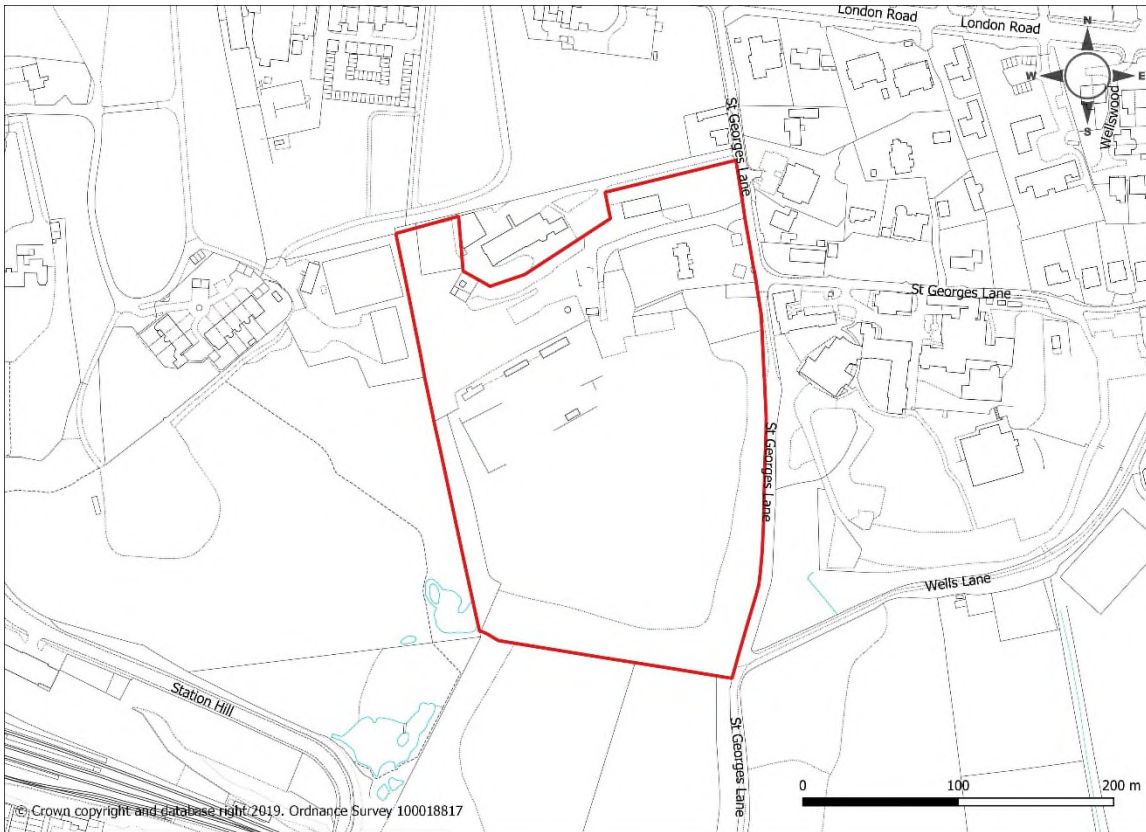 London Road
London Road
N
W
E
S
Wellswood
St Georges Lane
St Georges Lane
St Georges Lane
Wells Lane
Station Hill
St Georges Lane
0
100
200 m
© Crown copyright and database right 2019. Ordnance Survey 100018817